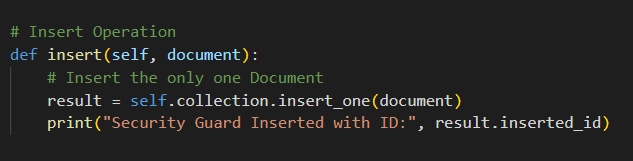 # Insert Operation
def insert(self, document):
    # Insert the only one Document
    result = self.collection.insert_one(document)
    print("Security Guard Inserted with ID:", result.inserted_id)